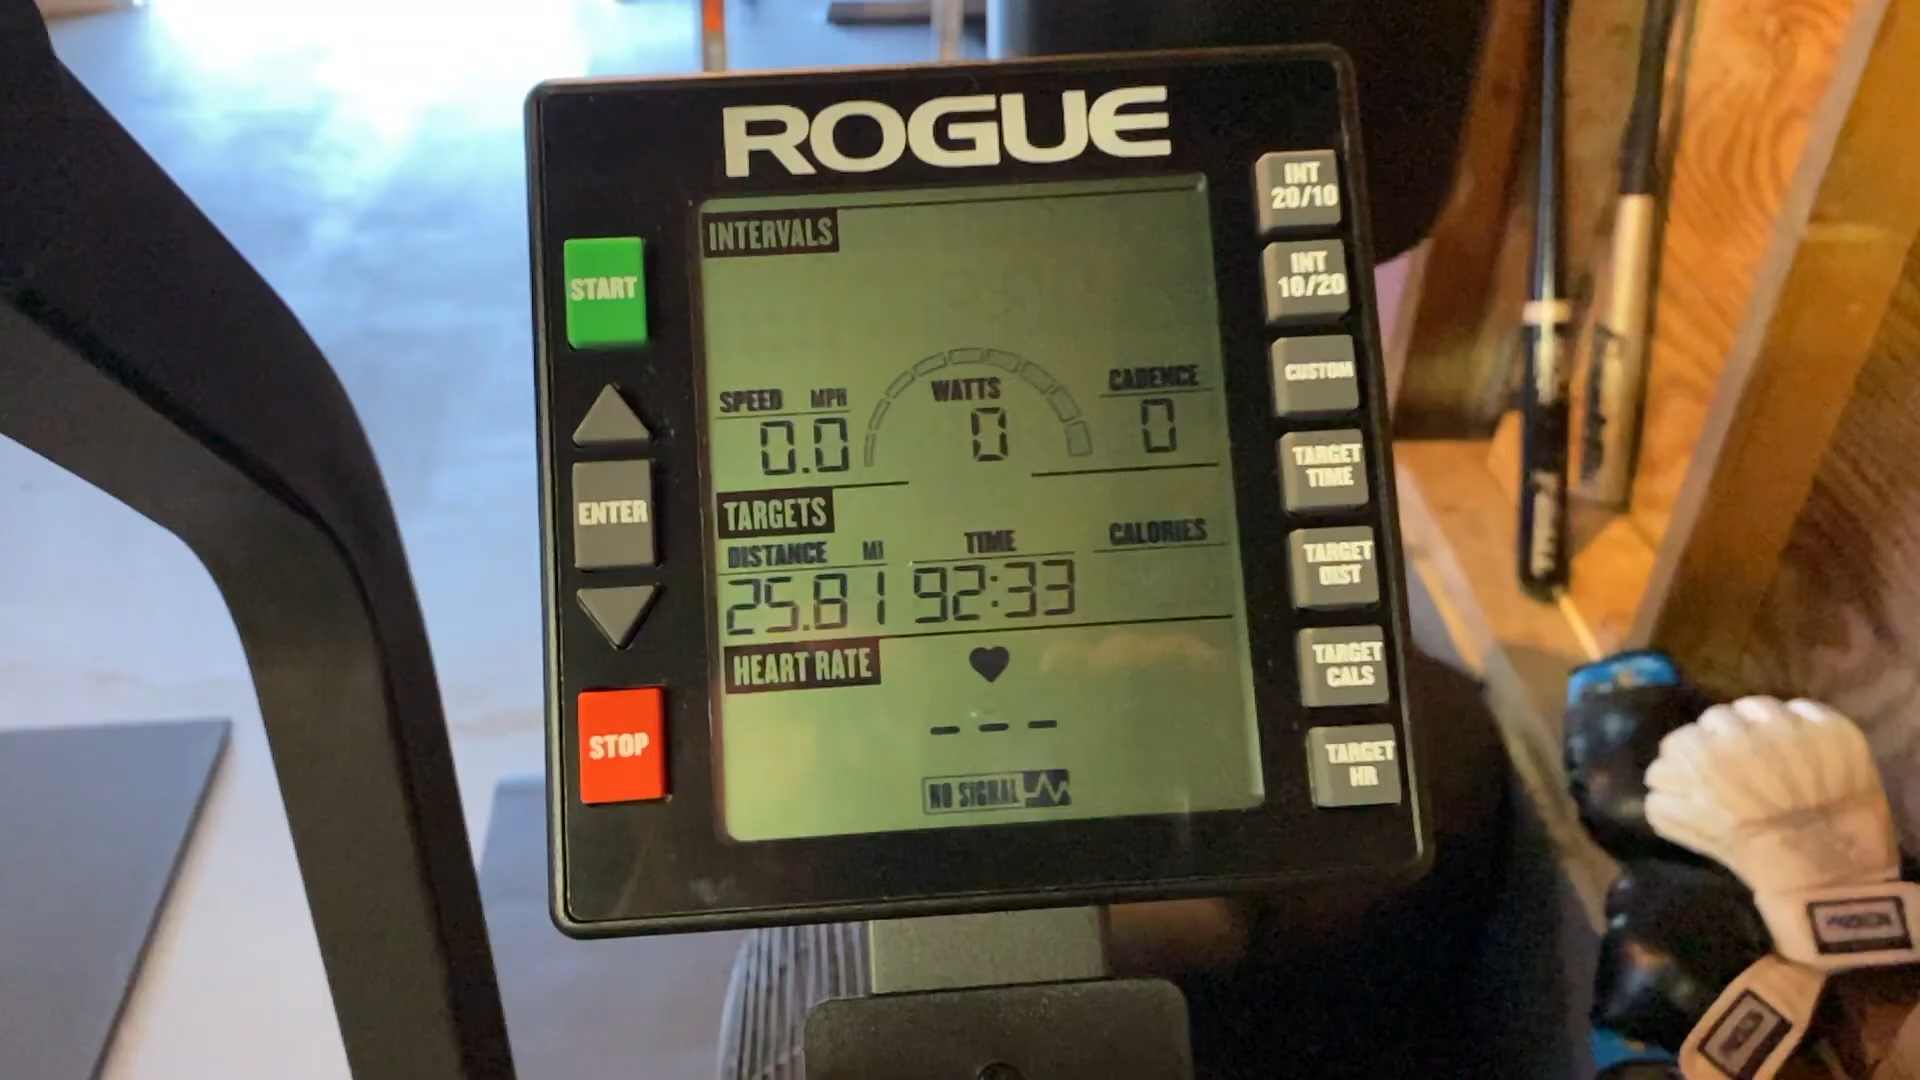 ROGUE
INTERVALS
SPEED MPH
0.0
WATTS
0
CADENCE
0
TARGETS
DISTANCE MI
25.81
TIME
92:33
CALORIES
HEART RATE
---
NO SIGNAL
START
ENTER
STOP
INT
20/10
INT
10/20
CUSTOM
TARGET
TIME
TARGET
DIST
TARGET
CALS
TARGET
HR